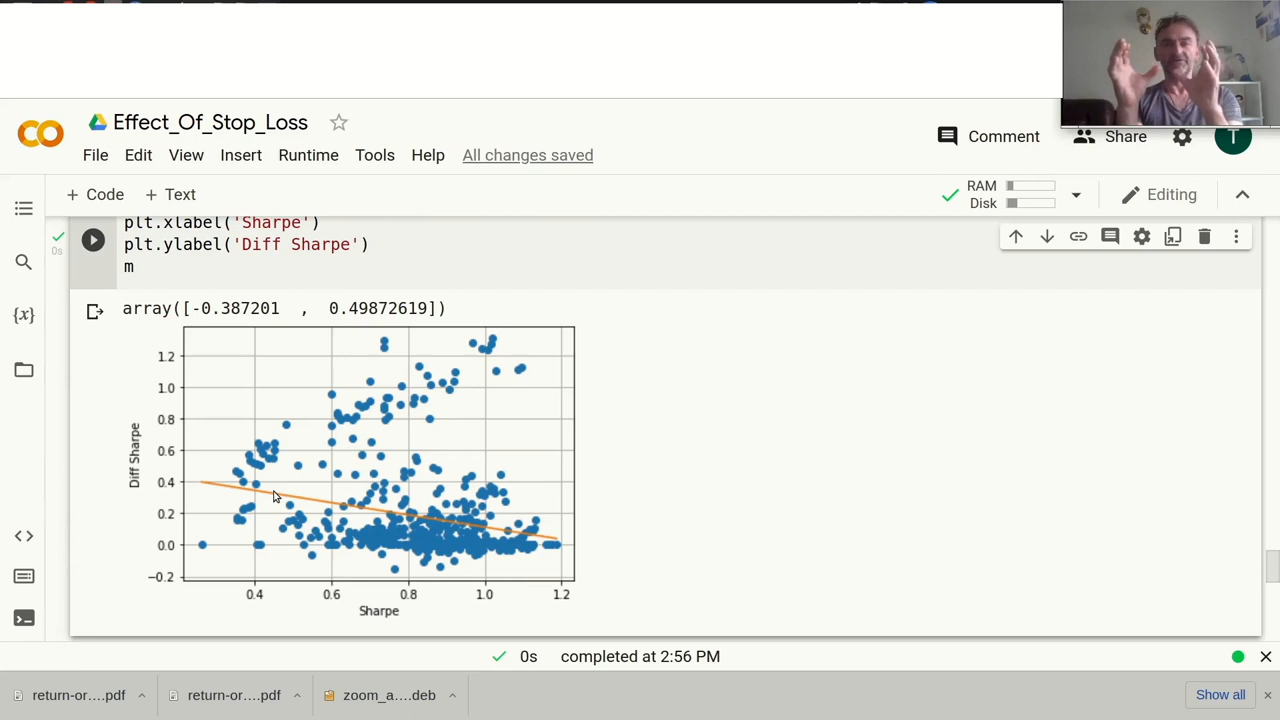 Effect_Of_Stop_Loss
Comment
Share
T
File Edit View Insert Runtime Tools Help All changes saved
+ Code + Text
RAM
Disk
Editing
plt.xlabel('Sharpe')
0s
plt.ylabel('Diff Sharpe')
m
{x}
array([-0.387201 , 0.49872619])
1.2
1.0
0.8
0.6
0.4
0.2
0.0
−0.2
Diff Sharpe
0.4 0.6 0.8 1.0 1.2
Sharpe
0s completed at 2:56 PM
return-or....pdf
return-or....pdf
zoom_a....deb
Show all